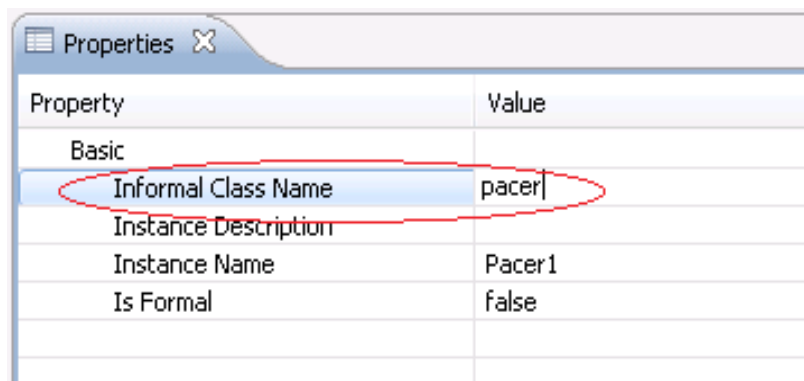 Properties
Property Value
Basic
Informal Class Name pacer
Instance Description
Instance Name Pacer1
Is Formal false